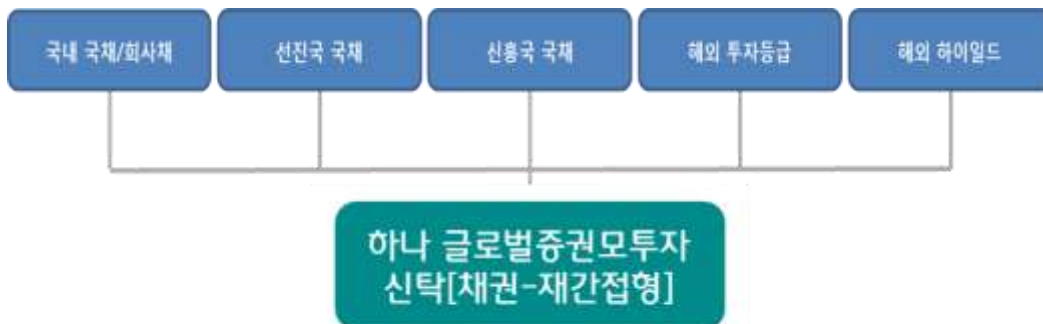 국내 국채/회사채
선진국 국채
신흥국 국채
해외 투자등급
해외 하이일드
하나 글로벌증권모투자
신탁[채권-재간접형]